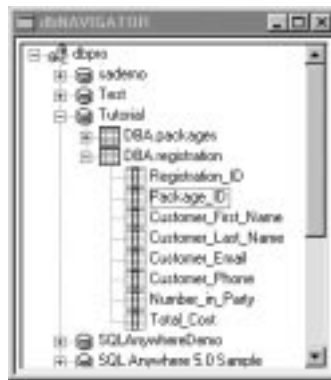 dbNAVIGATOR
dbpro
sademo
Test
Tutorial
DBA.packages
DBA.registration
Registration_ID
Package_ID
Customer_First_Name
Customer_Last_Name
Customer_Email
Customer_Phone
Number_in_Party
Total_Cost
SQLAnywhereDemo
SQL Anywhere 5.0 Sample